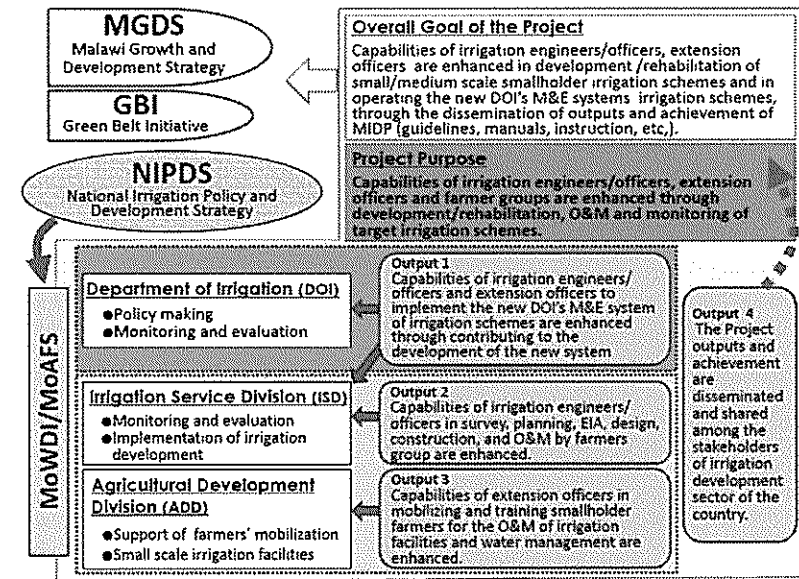 MGDS
Malawi Growth and
Development Strategy
GBI
Green Belt Initiative
NIPDS
National Irrigation Policy and
Development Strategy
Overall Goal of the Project
Capabilities of irrigation engineers/officers, extension
officers are enhanced in development /rehabilitation of
small/medium scale smallholder irrigation schemes and in
operating the new DOI's M&E systems irrigation schemes,
through the dissemination of outputs and achievement of
MIDP (guidelines, manuals, instruction, etc,).
Project Purpose
Capabilities of irrigation engineers/officers, extension
officers and farmer groups are enhanced through
development/rehabilitation, O&M and monitoring of
target irrigation schemes.
MoWDI/MoAFS
Department of Irrigation (DOI)
●Policy making
●Monitoring and evaluation
Output 1
Capabilities of irrigation engineers/
officers and extension officers to
implement the new DOI's M&E system
of irrigation schemes are enhanced
through contributing to the
development of the new system
Irrigation Service Division (ISD)
●Monitoring and evaluation
●Implementation of irrigation
development
Output 2
Capabilities of irrigation engineers/
officers in survey, planning, EIA, design,
construction, and O&M by farmers
group are enhanced.
Agricultural Development
Division (ADD)
●Support of farmers' mobilization
●Small scale irrigation facilities
Output 3
Capabilities of extension officers in
mobilizing and training smallholder
farmers for the O&M of irrigation
facilities and water management are
enhanced.
Output 4
The Project
outputs and
achievement
are
disseminated
and shared
among the
stakeholders
of irrigation
development
sector of the
country.